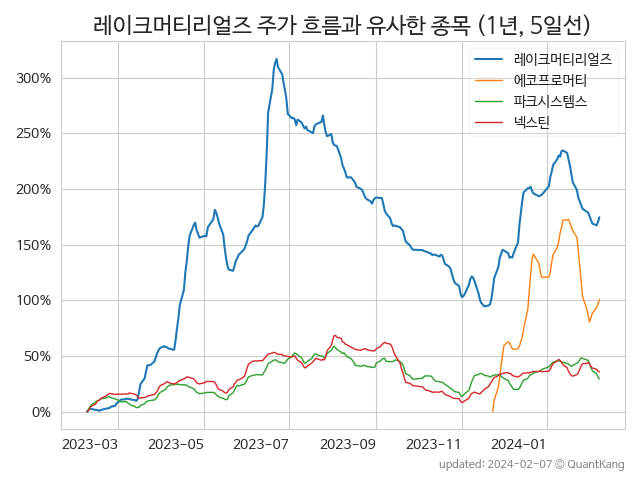 레이크머티리얼즈 주가 흐름과 유사한 종목 (1년, 5일선)
레이크머티리얼즈
에코프로머티
파크시스템스
넥스틴
300%
250%
200%
150%
100%
50%
0%
2023-03 2023-05 2023-07 2023-09 2023-11 2024-01
updated: 2024-02-07 © QuantKang